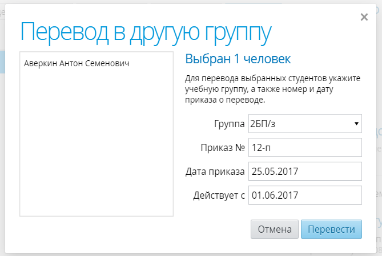 Перевод в другую группу
Аверкин Антон Семенович
Выбран 1 человек
Для перевода выбранных студентов укажите
учебную группу, а также номер и дату
приказа о переводе.
Группа 2БП/з
Приказ № 12-п
Дата приказа 25.05.2017
Действует с 01.06.2017
Отмена Перевести